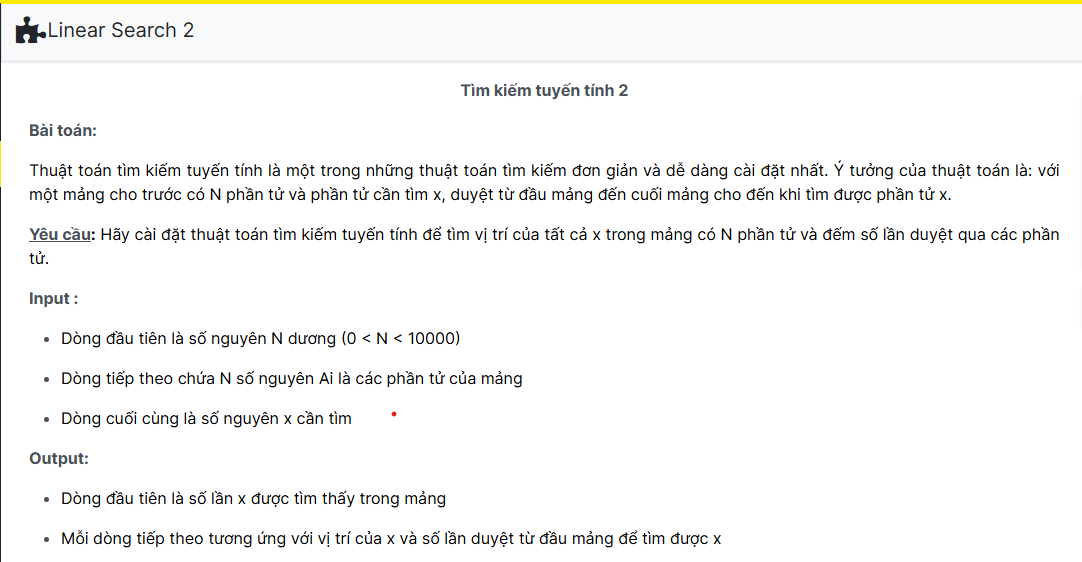 Linear Search 2
Tìm kiếm tuyến tính 2
Bài toán:
Thuật toán tìm kiếm tuyến tính là một trong những thuật toán tìm kiếm đơn giản và dễ dàng cài đặt nhất. Ý tưởng của thuật toán là: với
một mảng cho trước có N phần tử và phần tử cần tìm x, duyệt từ đầu mảng đến cuối mảng cho đến khi tìm được phần tử x.
Yêu cầu: Hãy cài đặt thuật toán tìm kiếm tuyến tính để tìm vị trí của tất cả x trong mảng có N phần tử và đếm số lần duyệt qua các phần
tử.
Input :
• Dòng đầu tiên là số nguyên N dương (0 < N < 10000)
• Dòng tiếp theo chứa N số nguyên Ai là các phần tử của mảng
• Dòng cuối cùng là số nguyên x cần tìm
Output:
• Dòng đầu tiên là số lần x được tìm thấy trong mảng
• Mỗi dòng tiếp theo tương ứng với vị trí của x và số lần duyệt từ đầu mảng để tìm được x